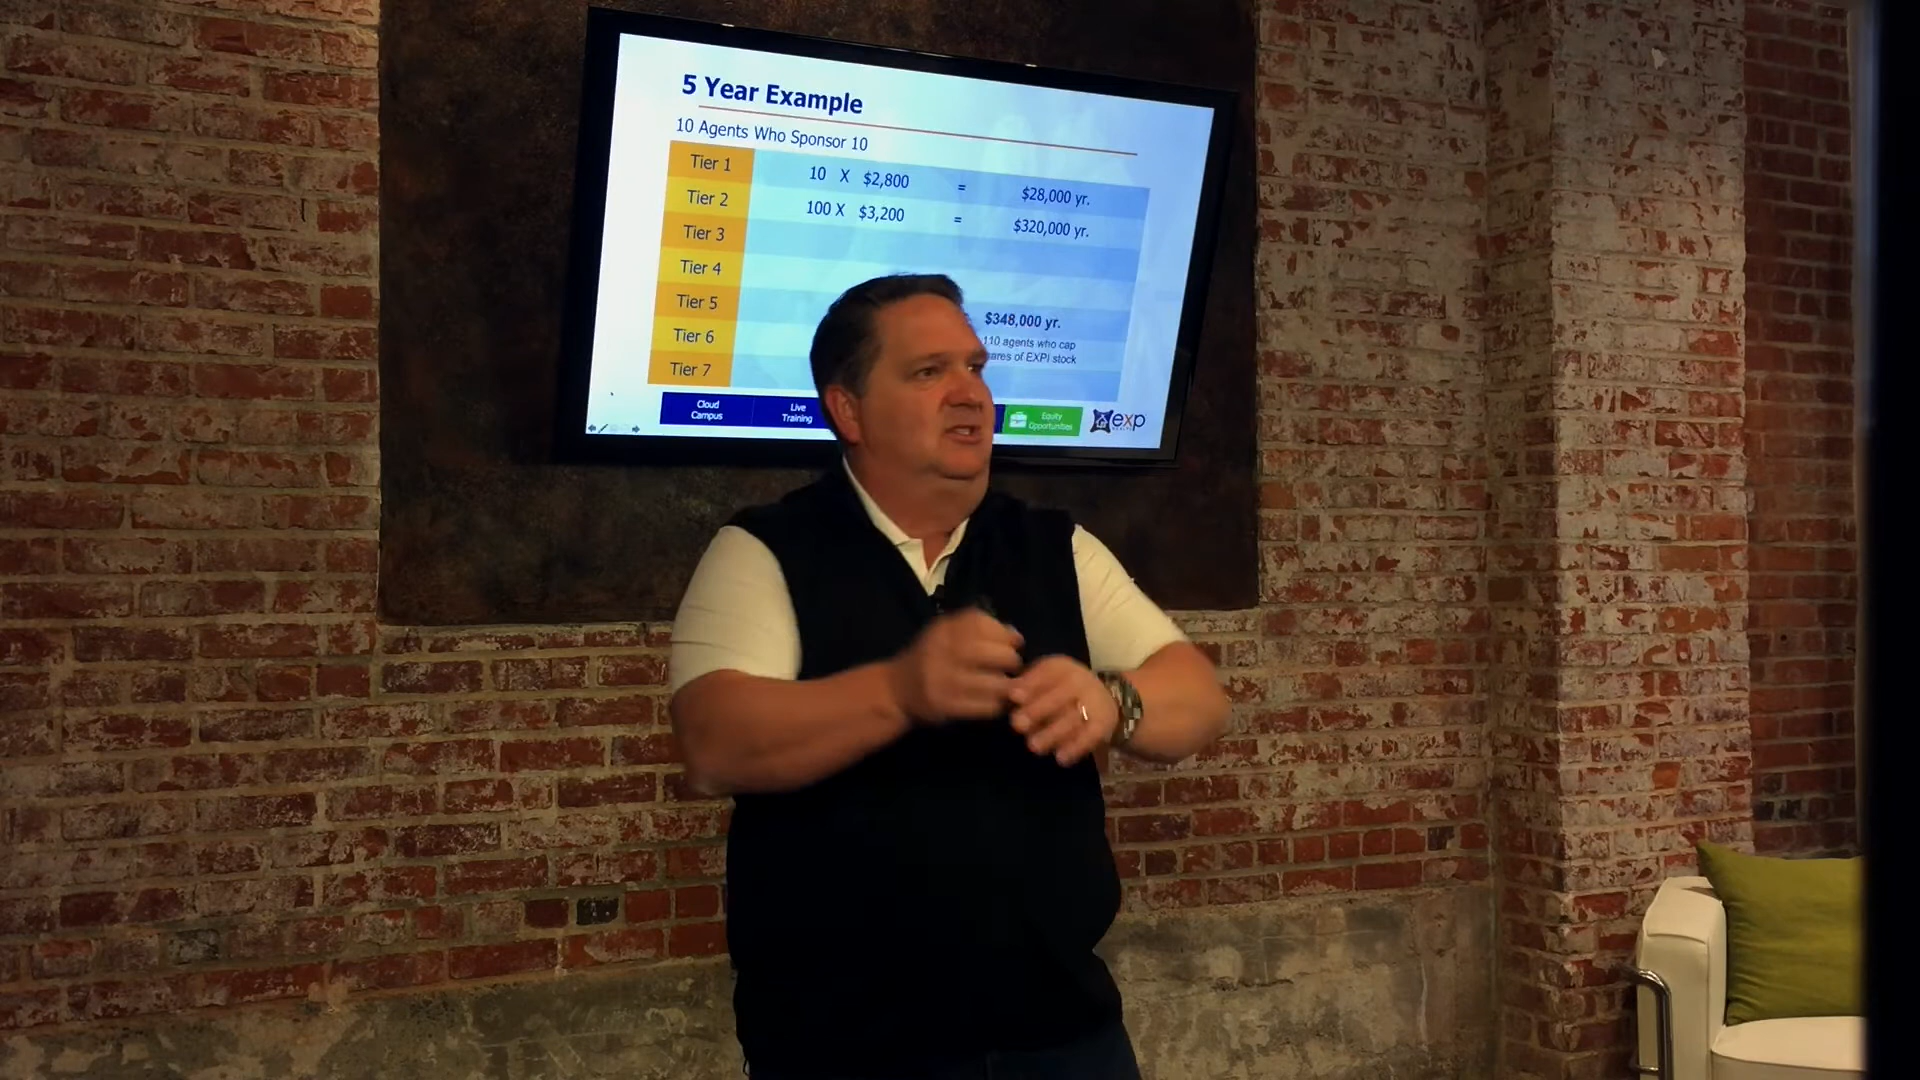 5 Year Example
10 Agents Who Sponsor 10
Tier 1 10 X $2,800 = $28,000 yr.
Tier 2 100 X $3,200 = $320,000 yr.
Tier 3
Tier 4
Tier 5
$348,000 yr.
Tier 6
110 agents who cap
of EXPI stock
Tier 7
Cloud Campus
Live Training
Equity Opportunities
exp